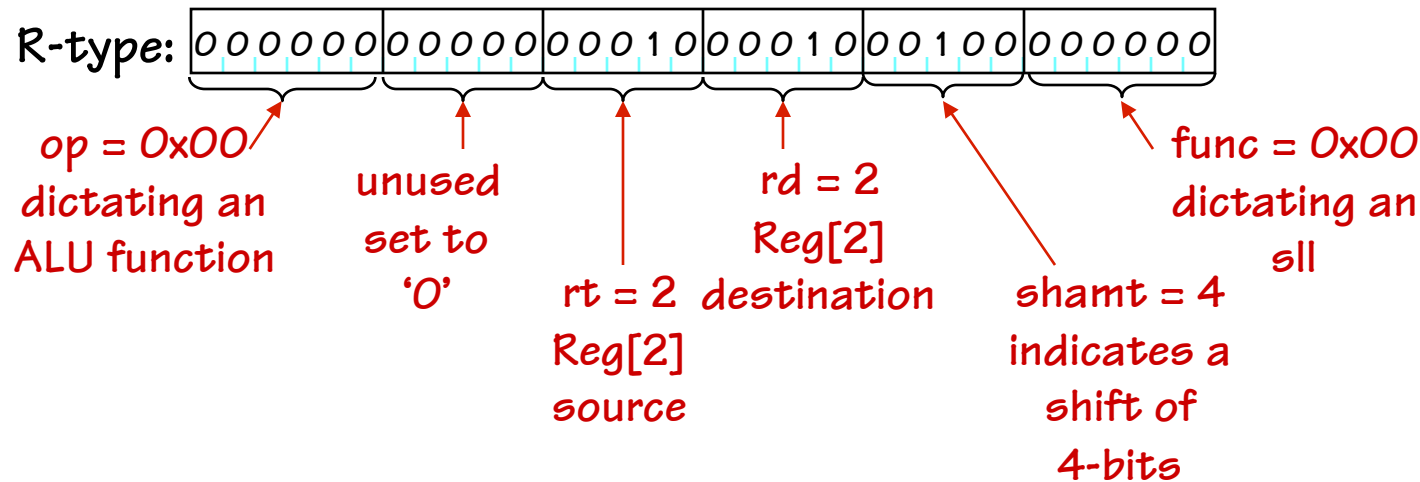 R-type: 000000 00000 00010 00010 00100 000000
op = 0x00
dictating an
ALU function
unused
set to
‘0’
rt = 2
Reg[2]
source
rd = 2
Reg[2]
destination
shamt = 4
indicates a
shift of
4-bits
func = 0x00
dictating an
sll